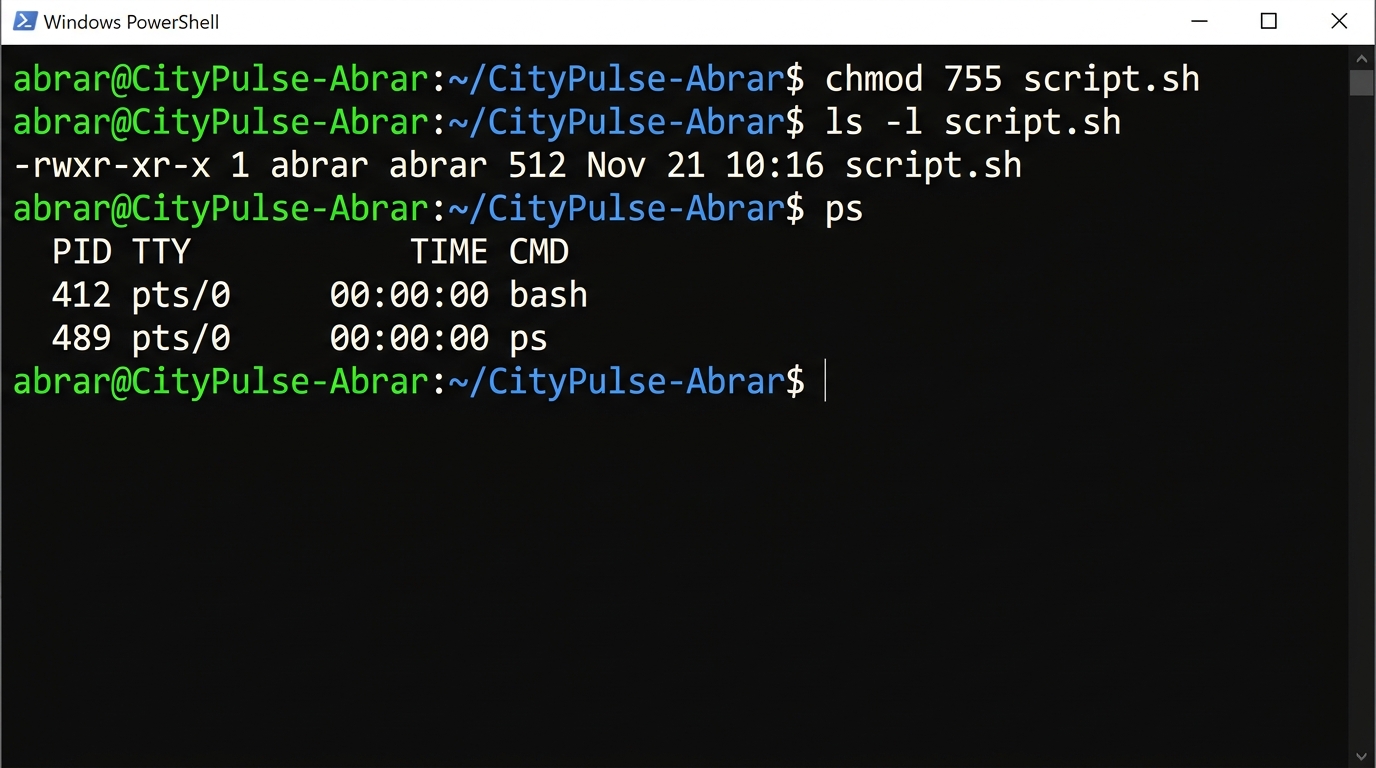 Windows PowerShell
abrar@CityPulse-Abrar:~/CityPulse-Abrar$ chmod 755 script.sh
abrar@CityPulse-Abrar:~/CityPulse-Abrar$ ls -l script.sh
-rwxr-xr-x 1 abrar abrar 512 Nov 21 10:16 script.sh
abrar@CityPulse-Abrar:~/CityPulse-Abrar$ ps
  PID TTY           TIME CMD
  412 pts/0     00:00:00 bash
  489 pts/0     00:00:00 ps
abrar@CityPulse-Abrar:~/CityPulse-Abrar$